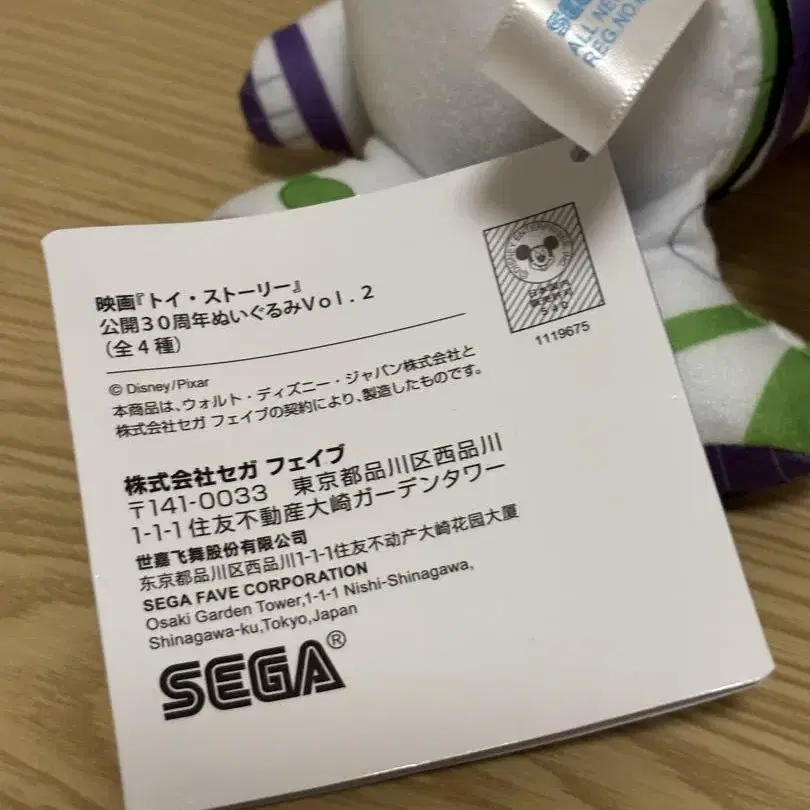 ALL NE
REG.NO
映画『トイ・ストーリー』
公開30周年ぬいぐるみVol.2
(全4種)
© Disney/Pixar
本商品は、ウォルト・ディズニー・ジャパン株式会社と
株式会社セガ フェイブの契約により、製造したものです。
1119675
株式会社セガ フェイブ
〒141-0033 東京都品川区西品川
1-1-1 住友不動産大崎ガーデンタワー
世嘉飞舞股份有限公司
东京都品川区西品川1-1-1住友不动产大崎花园大厦
SEGA FAVE CORPORATION
Osaki Garden Tower,1-1-1 Nishi-Shinagawa,
Shinagawa-ku,Tokyo,Japan
SEGA®